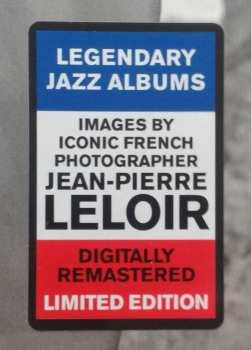 LEGENDARY
JAZZ ALBUMS
IMAGES BY
ICONIC FRENCH
PHOTOGRAPHER
JEAN-PIERRE
LELOIR
DIGITALLY
REMASTERED
LIMITED EDITION